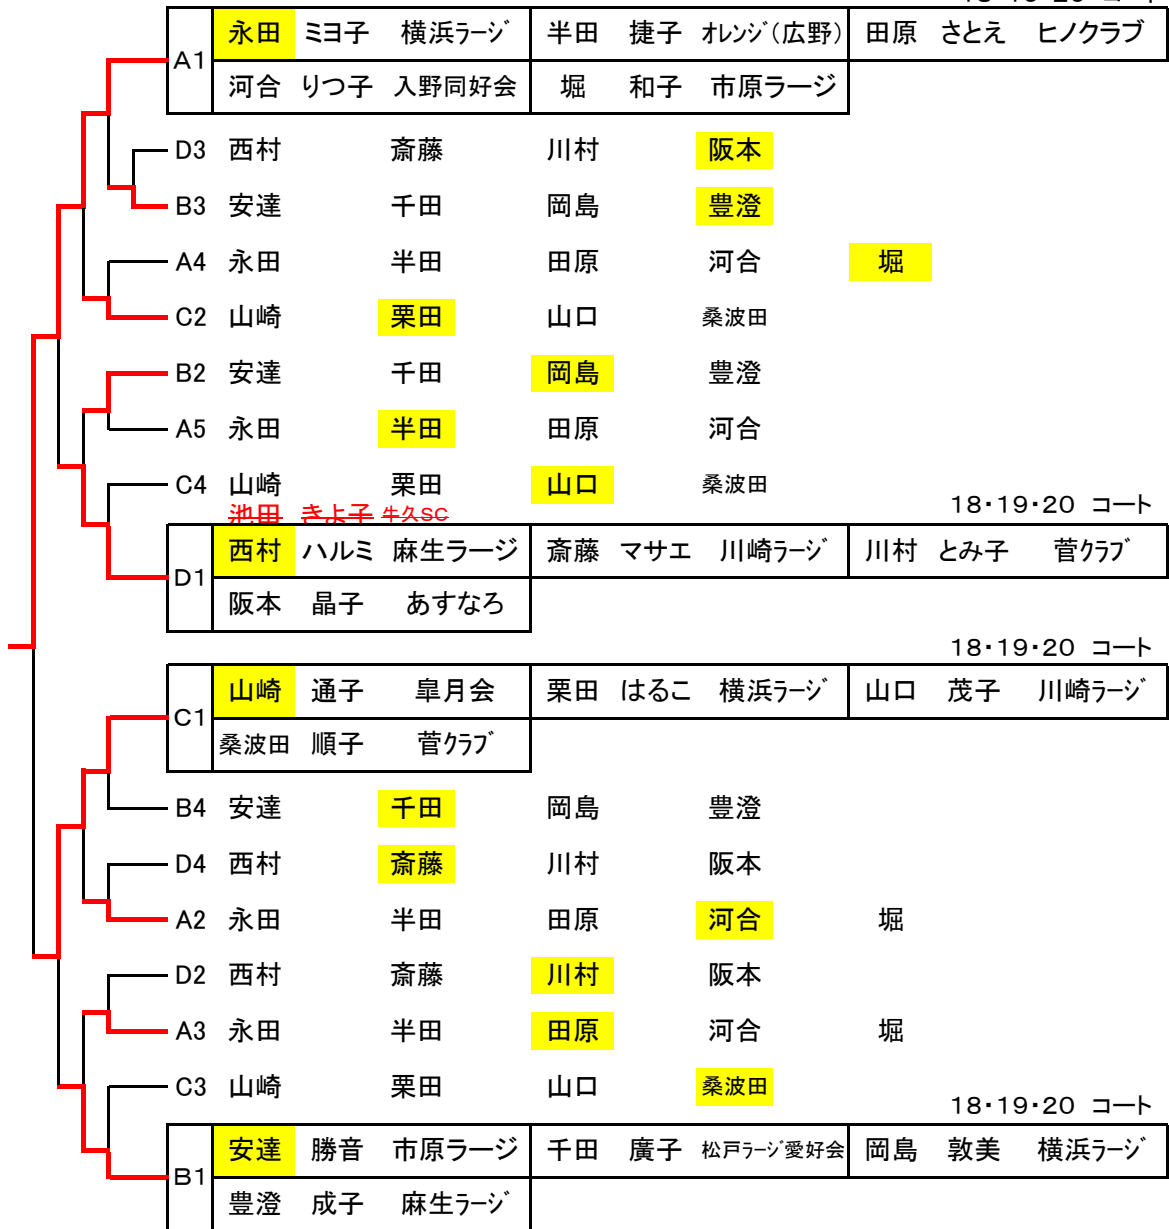 A1 永田 ミヨ子 横浜ラージ 半田 捷子 オレンジ(広野) 田原 さとえ ヒノクラブ
河合 りつ子 入野同好会 堀 和子 市原ラージ
D3 西村 斎藤 川村 阪本
B3 安達 千田 岡島 豊澄
A4 永田 半田 田原 河合 堀
C2 山崎 栗田 山口 桑波田
B2 安達 千田 岡島 豊澄
A5 永田 半田 田原 河合
C4 山崎 栗田 山口 桑波田
池田 きよ子 牛久SC 18・19・20 コート
D1 西村 ハルミ 麻生ラージ 斎藤 マサエ 川崎ラージ 川村 とみ子 菅クラブ
阪本 晶子 あすなろ
18・19・20 コート
C1 山崎 通子 皐月会 栗田 はるこ 横浜ラージ 山口 茂子 川崎ラージ
桑波田 順子 菅クラブ
B4 安達 千田 岡島 豊澄
D4 西村 斎藤 川村 阪本
A2 永田 半田 田原 河合 堀
D2 西村 斎藤 川村 阪本
A3 永田 半田 田原 河合 堀
C3 山崎 栗田 山口 桑波田
18・19・20 コート
B1 安達 勝音 市原ラージ 千田 廣子 松戸ラージ愛好会 岡島 敦美 横浜ラージ
豊澄 成子 麻生ラージ